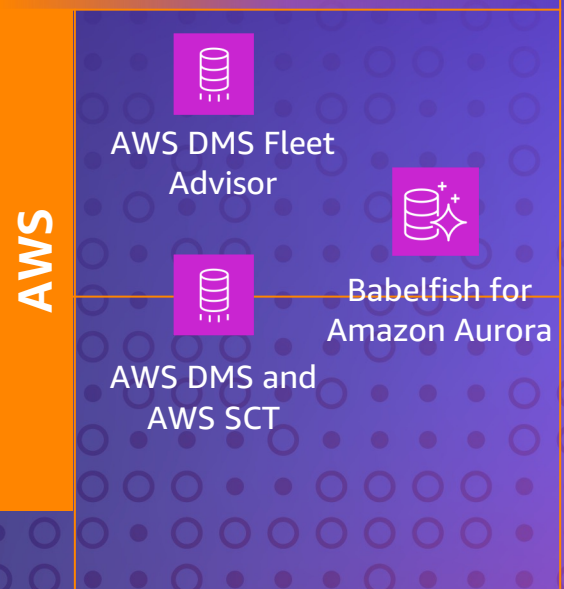 AWS
AWS DMS Fleet
Advisor
Babelfish for
Amazon Aurora
AWS DMS and
AWS SCT